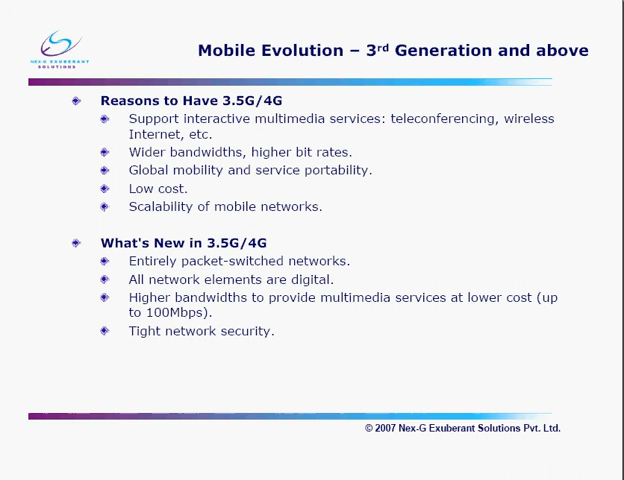 NEX-G EXUBERANT
SOLUTIONS
Mobile Evolution – 3rd Generation and above
Reasons to Have 3.5G/4G
Support interactive multimedia services: teleconferencing, wireless
Internet, etc.
Wider bandwidths, higher bit rates.
Global mobility and service portability.
Low cost.
Scalability of mobile networks.
What's New in 3.5G/4G
Entirely packet-switched networks.
All network elements are digital.
Higher bandwidths to provide multimedia services at lower cost (up
to 100Mbps).
Tight network security.
© 2007 Nex-G Exuberant Solutions Pvt. Ltd.